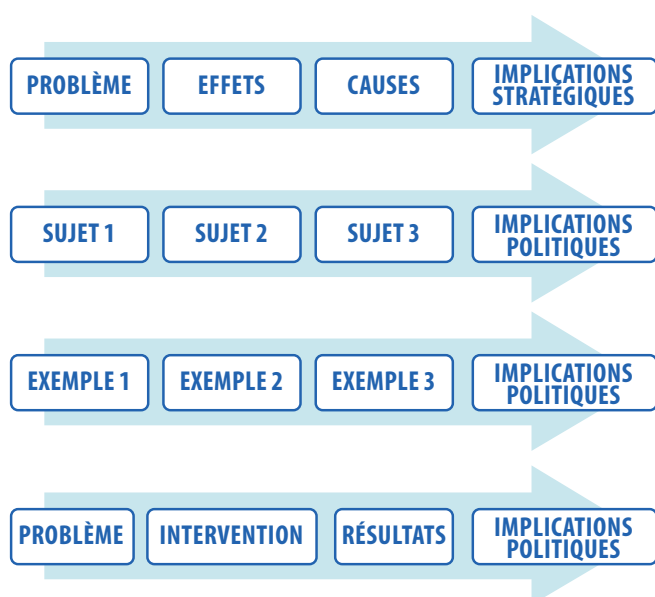 PROBLÈME EFFETS CAUSES IMPLICATIONS
STRATÉGIQUES
SUJET 1 SUJET 2 SUJET 3 IMPLICATIONS
POLITIQUES
EXEMPLE 1 EXEMPLE 2 EXEMPLE 3 IMPLICATIONS
POLITIQUES
PROBLÈME INTERVENTION RÉSULTATS IMPLICATIONS
POLITIQUES